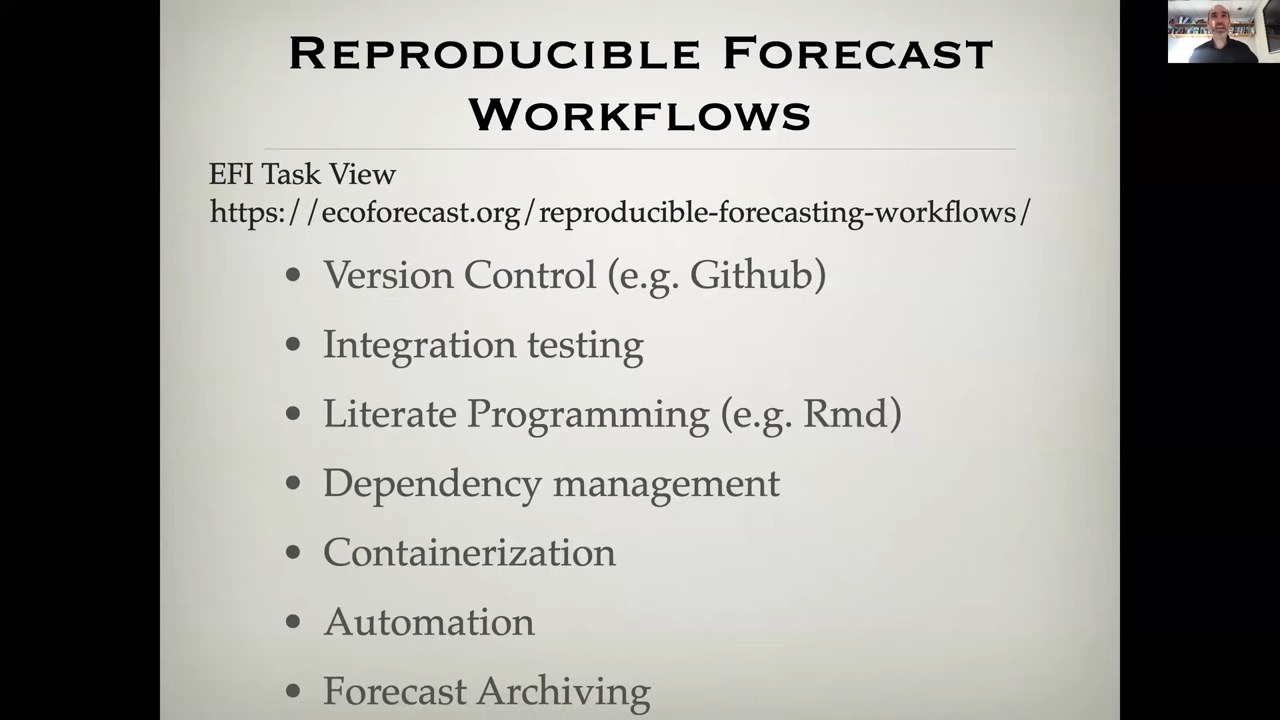 Reproducible Forecast
Workflows
EFI Task View
https://ecoforecast.org/reproducible-forecasting-workflows/
• Version Control (e.g. Github)
• Integration testing
• Literate Programming (e.g. Rmd)
• Dependency management
• Containerization
• Automation
• Forecast Archiving